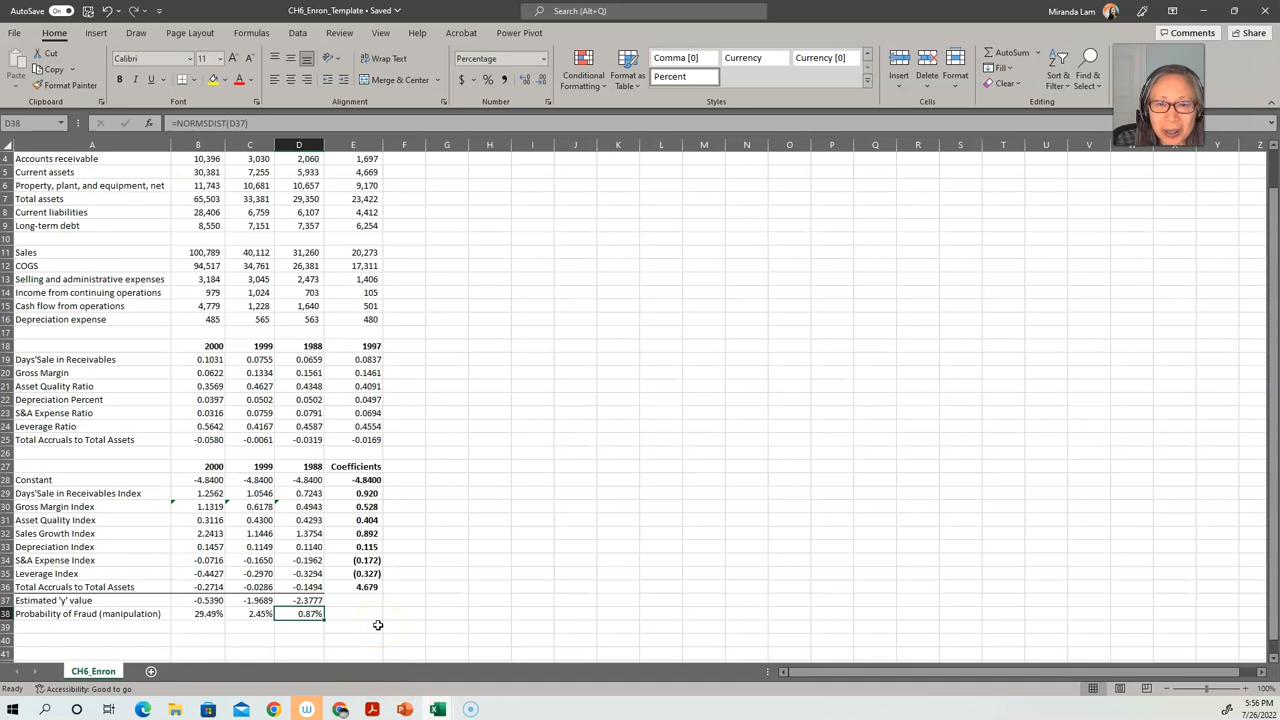 AutoSave On CH6_Enron_Template • Saved Search (Alt+Q) Miranda Lam
File Home Insert Draw Page Layout Formulas Data Review View Help Acrobat Power Pivot Comments Share
Paste Cut Copy Format Painter Clipboard
Calibri 11 B I U Font
Wrap Text Merge & Center Alignment
Percentage $ % Number
Conditional Formatting Format as Table Comma [0] Currency Currency [0] Percent Styles
Insert Delete Format Cells
AutoSum Fill Clear Sort & Filter Find & Select Editing
D38 fx =NORMSDIST(D37)
A B C D E F G H I J K L M N O P Q R S T U V W X Y Z
4 Accounts receivable 10,396 3,030 2,060 1,697
5 Current assets 30,381 7,255 5,933 4,669
6 Property, plant, and equipment, net 11,743 10,681 10,657 9,170
7 Total assets 65,503 33,381 29,350 23,422
8 Current liabilities 28,406 6,759 6,107 4,412
9 Long-term debt 8,550 7,151 7,357 6,254
10
11 Sales 100,789 40,112 31,260 20,273
12 COGS 94,517 34,761 26,381 17,311
13 Selling and administrative expenses 3,184 3,045 2,473 1,406
14 Income from continuing operations 979 1,024 703 105
15 Cash flow from operations 4,779 1,228 1,640 501
16 Depreciation expense 485 565 563 480
17
18 2000 1999 1988 1997
19 Days'Sale in Receivables 0.1031 0.0755 0.0659 0.0837
20 Gross Margin 0.0622 0.1334 0.1561 0.1461
21 Asset Quality Ratio 0.3569 0.4627 0.4348 0.4091
22 Depreciation Percent 0.0397 0.0502 0.0502 0.0497
23 S&A Expense Ratio 0.0316 0.0759 0.0791 0.0694
24 Leverage Ratio 0.5642 0.4167 0.4587 0.4554
25 Total Accruals to Total Assets -0.0580 -0.0061 -0.0319 -0.0169
26
27 2000 1999 1988 Coefficients
28 Constant -4.8400 -4.8400 -4.8400 -4.8400
29 Days'Sale in Receivables Index 1.2562 1.0546 0.7243 0.920
30 Gross Margin Index 1.1319 0.6178 0.4943 0.528
31 Asset Quality Index 0.3116 0.4300 0.4293 0.404
32 Sales Growth Index 2.2413 1.1446 1.3754 0.892
33 Depreciation Index 0.1457 0.1149 0.1140 0.115
34 S&A Expense Index -0.0716 -0.1650 -0.1962 (0.172)
35 Leverage Index -0.4427 -0.2970 -0.3294 (0.327)
36 Total Accruals to Total Assets -0.2714 -0.0286 -0.1494 4.679
37 Estimated 'y' value -0.5390 -1.9689 -2.3777
38 Probability of Fraud (manipulation) 29.49% 2.45% 0.87%
39
40
41
CH6_Enron
Ready Accessibility: Good to go 100%
5:56 PM
7/26/2022